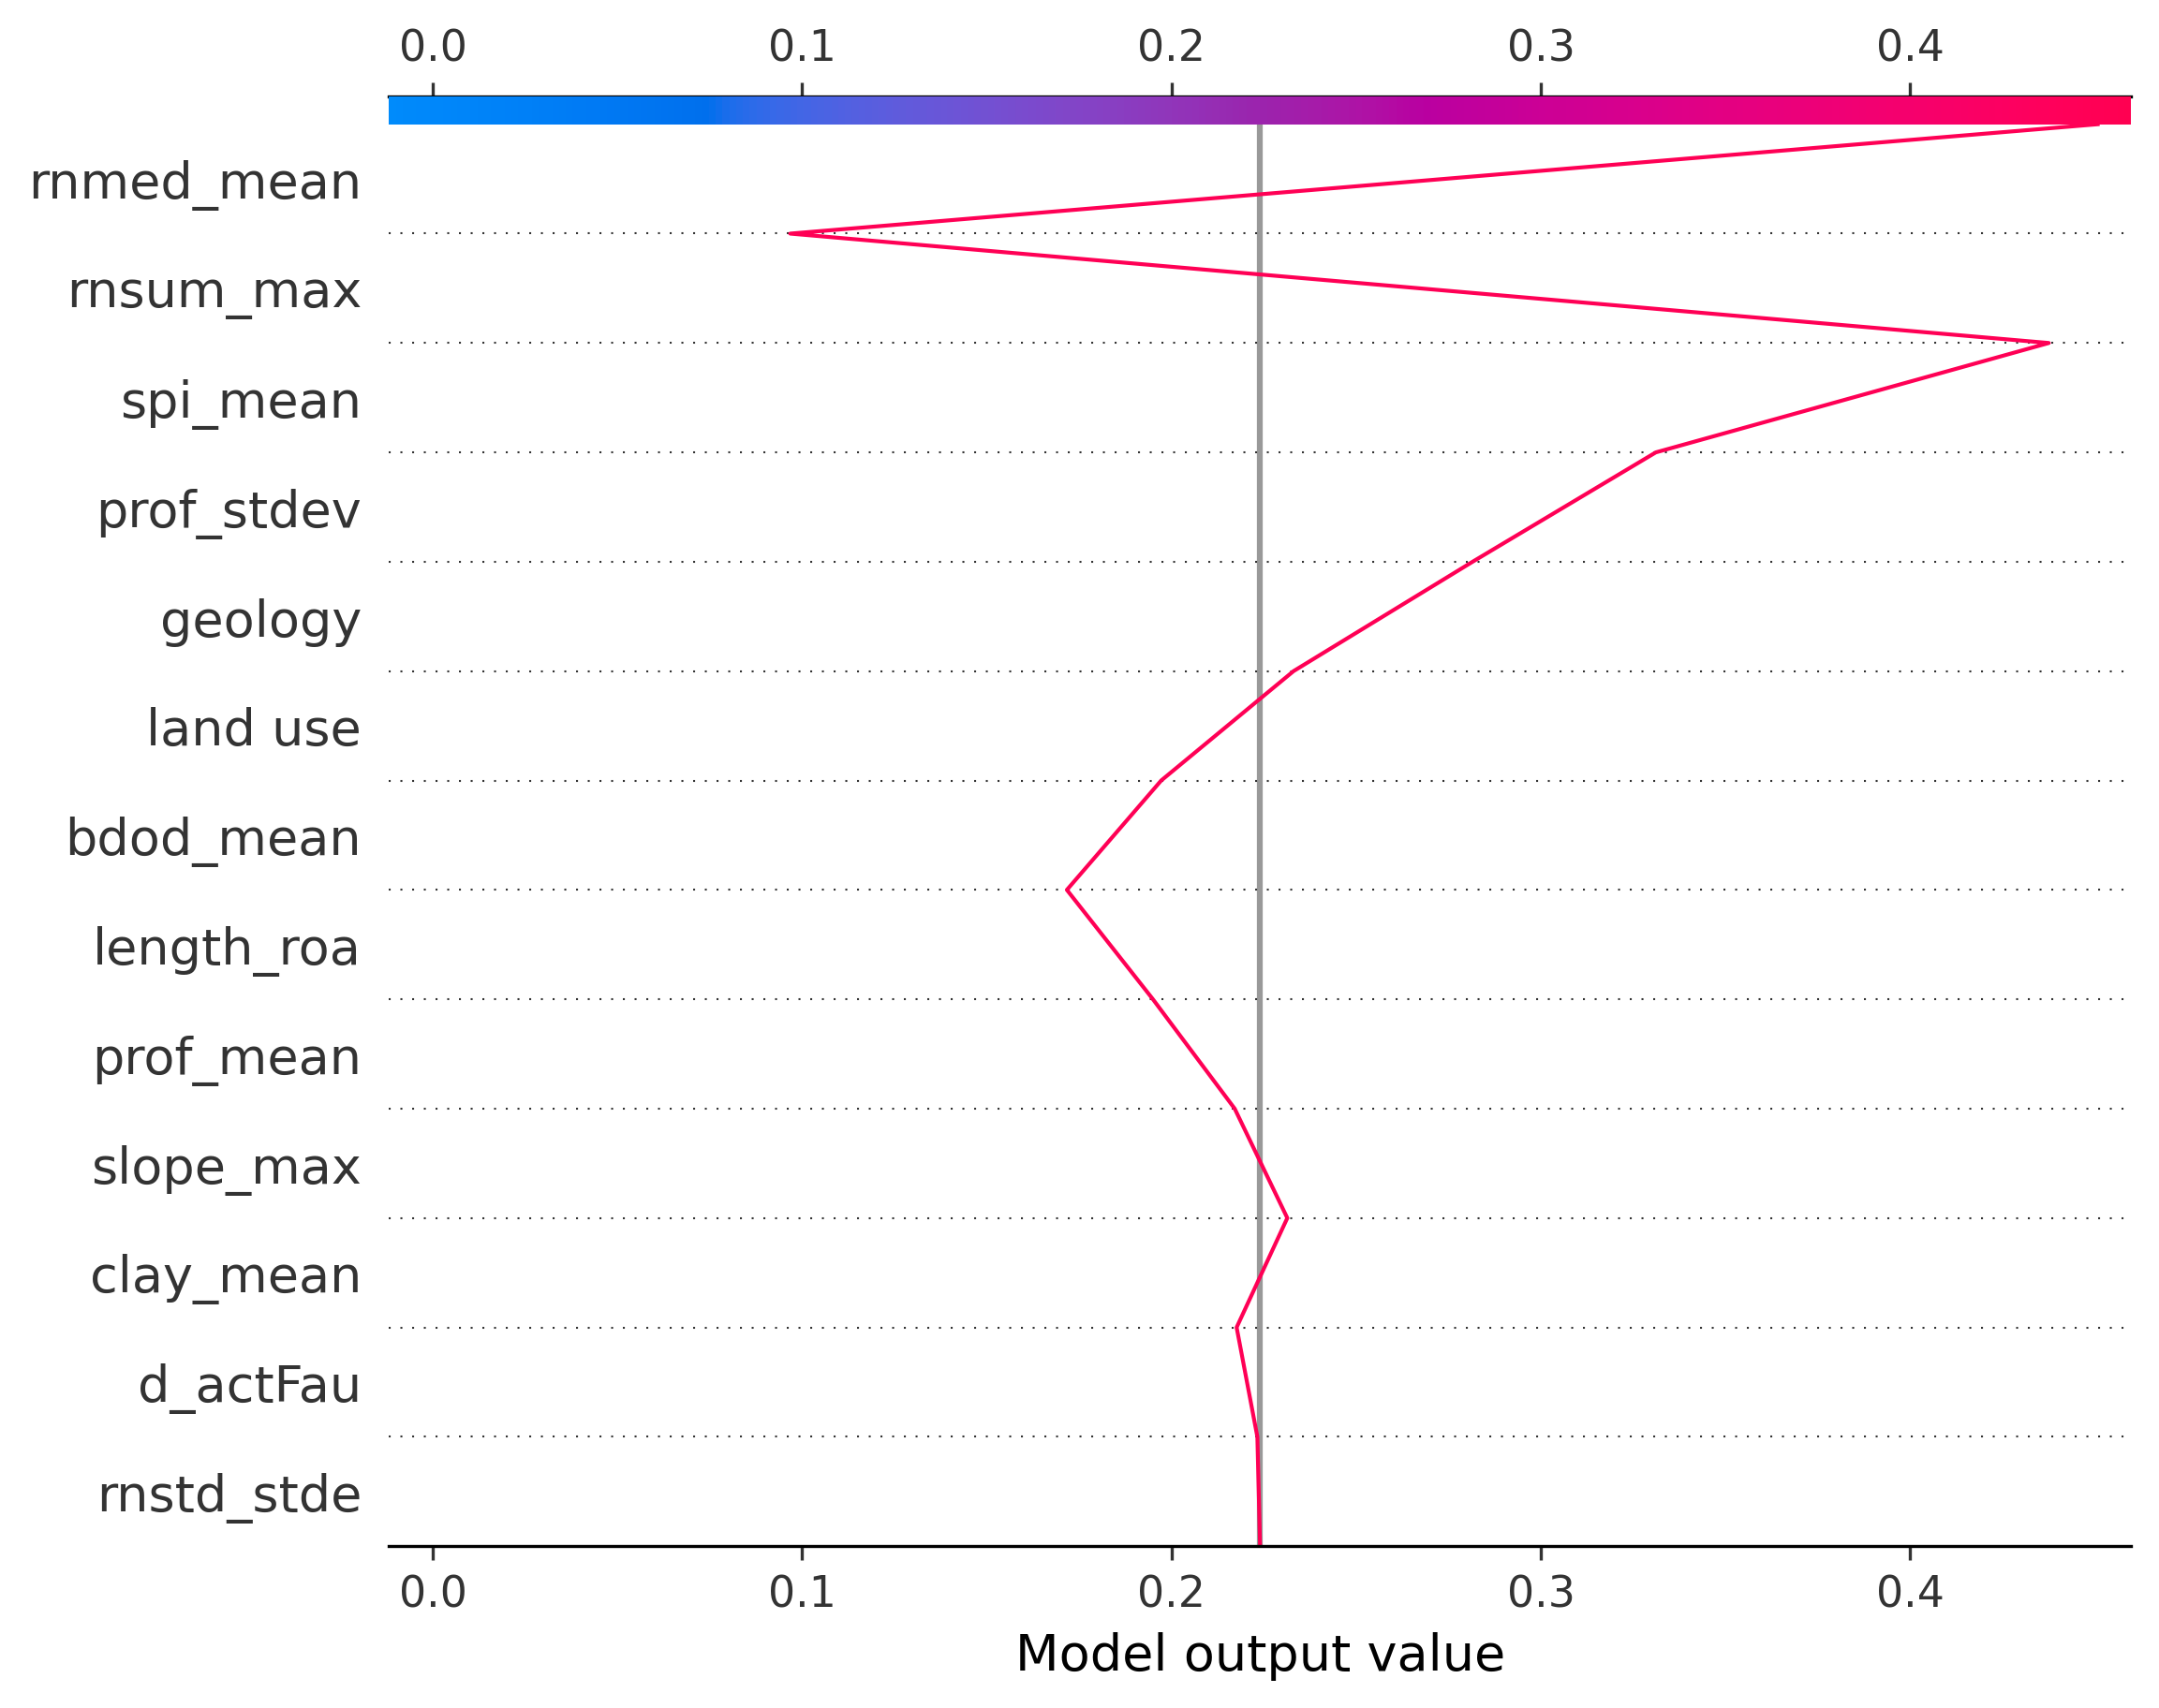 0.0 0.1 0.2 0.3 0.4
rnmed_mean
rnsum_max
spi_mean
prof_stdev
geology
land use
bdod_mean
length_roa
prof_mean
slope_max
clay_mean
d_actFau
rnstd_stde
0.0 0.1 0.2 0.3 0.4
Model output value